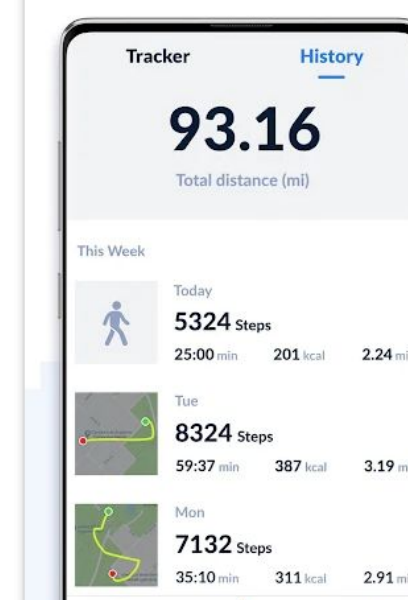 Tracker History
93.16
Total distance (mi)
This Week
Today
5324 Steps
25:00 min 201 kcal 2.24 mi
Tue
8324 Steps
59:37 min 387 kcal 3.19 m
Mon
7132 Steps
35:10 min 311 kcal 2.91 mi